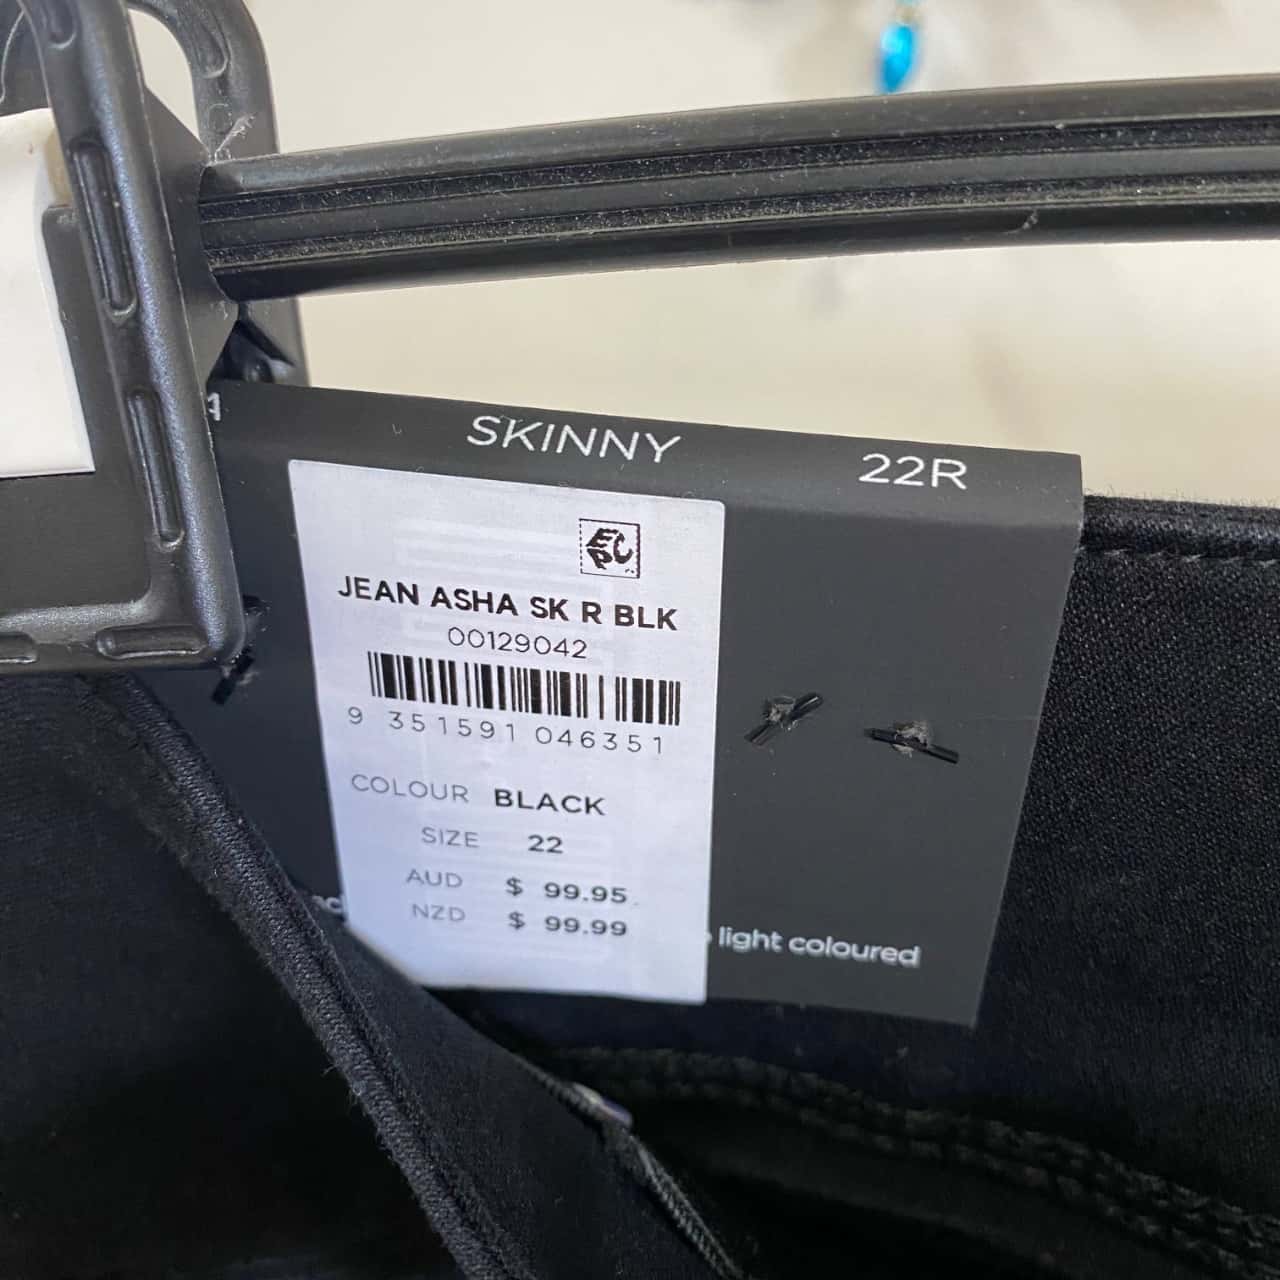 SKINNY 22R
JEAN ASHA SK R BLK
00129042
9 351591 046351
COLOUR BLACK
SIZE 22
AUD $ 99.95
NZD $ 99.99
light coloured